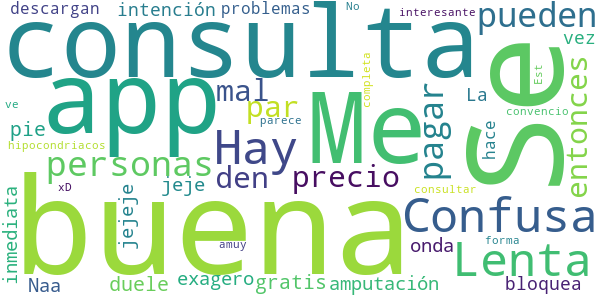 descargan intención problemas No interesante
consulta
pueden
vez
Se
app
mal
Me
completa
pagar
La
Est
entonces
ve
pie
par
parece
Hay
hace
convencio
hipocondriacos
personas
den
precio
xD
jeje
consultar
inmediata
jejeje
buena
Confusa
amuy
onda
forma
Lenta
Naa
duele
exagero
gratis
amputación
bloquea